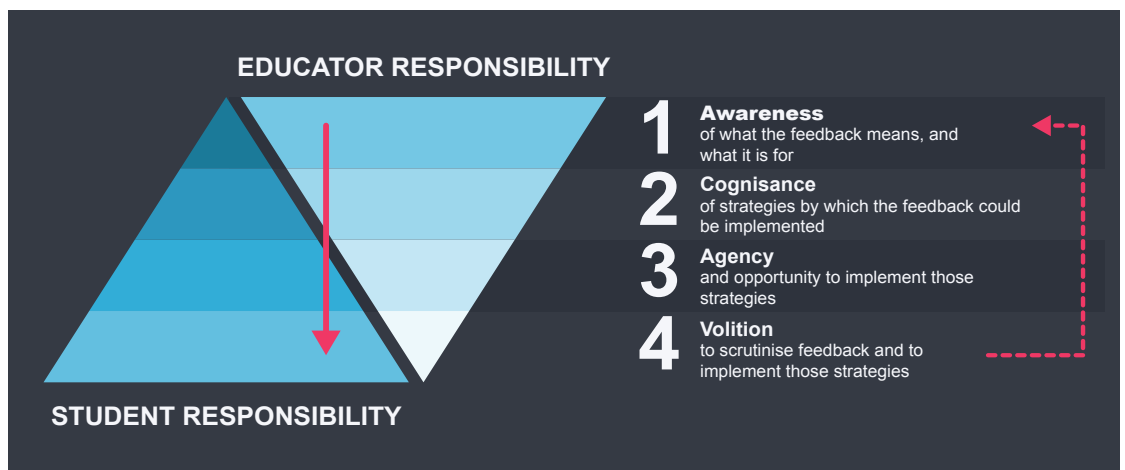 EDUCATOR RESPONSIBILITY
1
Awareness
of what the feedback means, and
what it is for
2
Cognisance
of strategies by which the feedback could
be implemented
3
Agency
and opportunity to implement those
strategies
4
Volition
to scrutinise feedback and to
implement those strategies
STUDENT RESPONSIBILITY